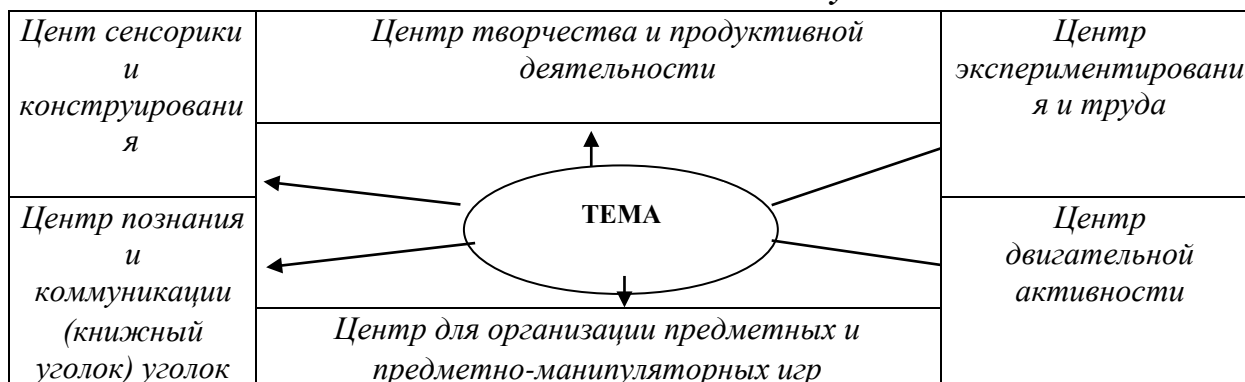 Цент сенсорики
и
конструировани
я
Центр творчества и продуктивной
деятельности
Центр
экспериментировани
я и труда
ТЕМА
Центр познания
и
коммуникации
(книжный
уголок) уголок
Центр для организации предметных и
предметно-манипуляторных игр
Центр
двигательной
активности